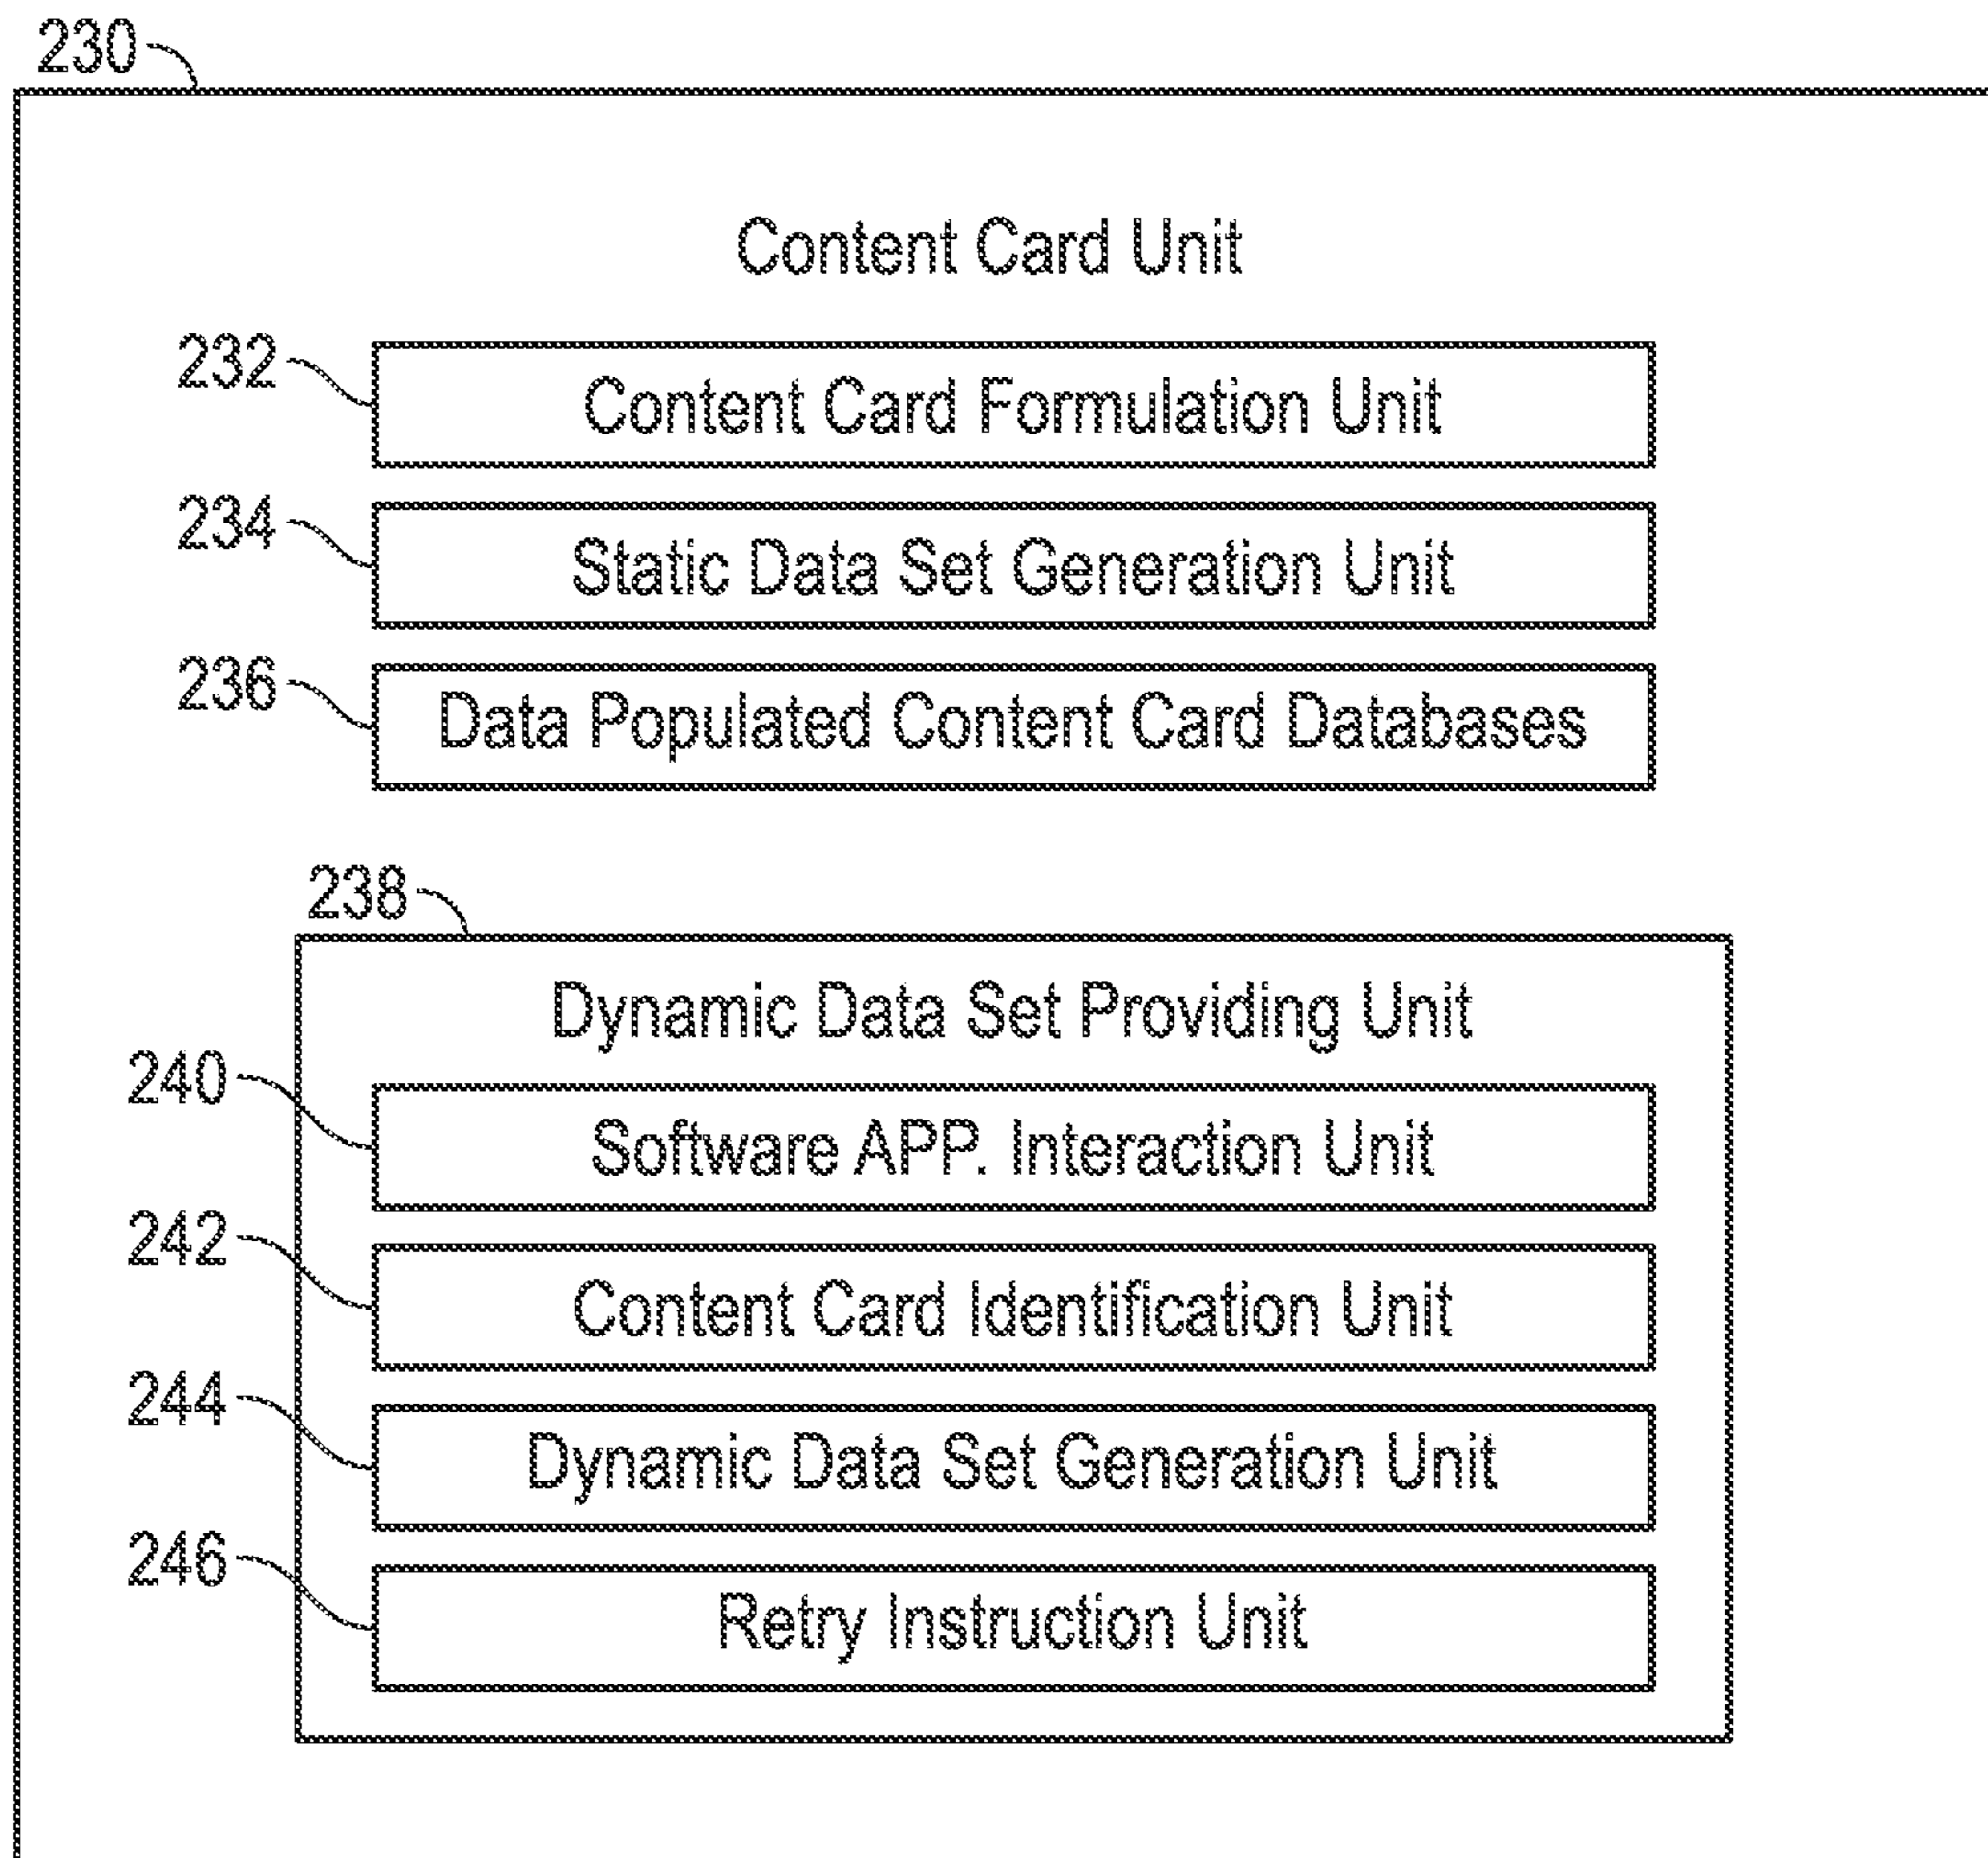 230
Content Card Unit
232
Content Card Formulation Unit
234
Static Data Set Generation Unit
236
Data Populated Content Card Databases
238
Dynamic Data Set Providing Unit
240
Software APP. Interaction Unit
242
Content Card Identification Unit
244
Dynamic Data Set Generation Unit
246
Retry Instruction Unit